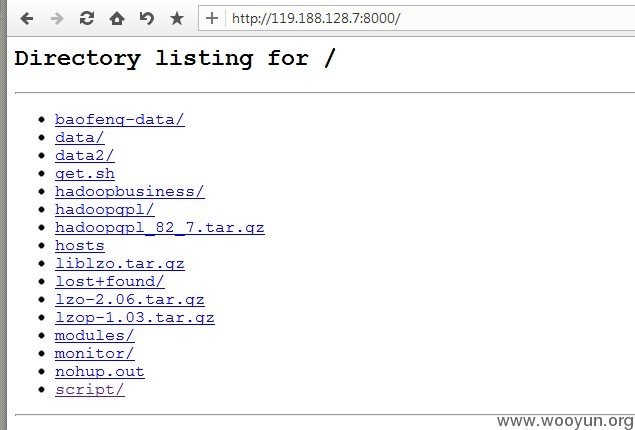 http://119.188.128.7:8000/
Directory listing for /
baofeng-data/
data/
data2/
get.sh
hadoopbusiness/
hadoopgpl/
hadoopgpl_82_7.tar.gz
hosts
liblzo.tar.gz
lost+found/
lzo-2.06.tar.gz
lzop-1.03.tar.gz
modules/
monitor/
nohup.out
script/
www.wooyun.org